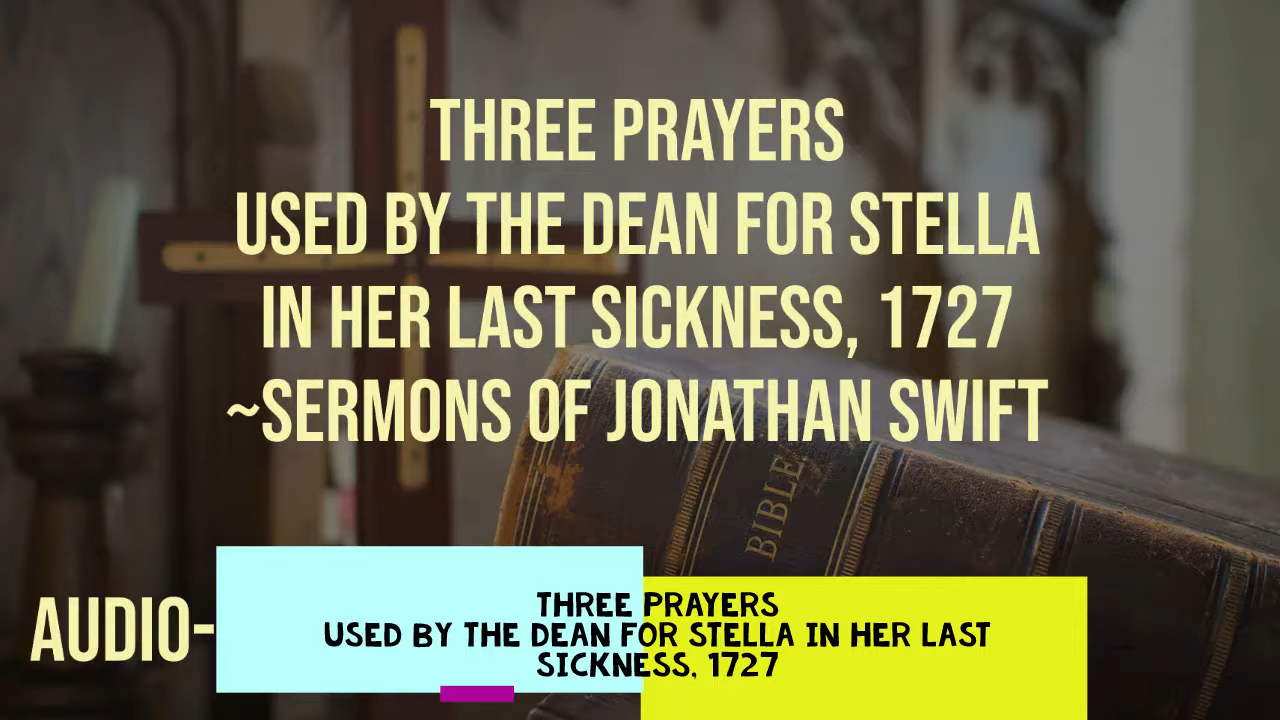 THREE PRAYERS
USED BY THE DEAN FOR STELLA
IN HER LAST SICKNESS, 1727
~SERMONS OF JONATHAN SWIFT
BIBLE
AUDIO-
THREE PRAYERS
USED BY THE DEAN FOR STELLA IN HER LAST
SICKNESS, 1727